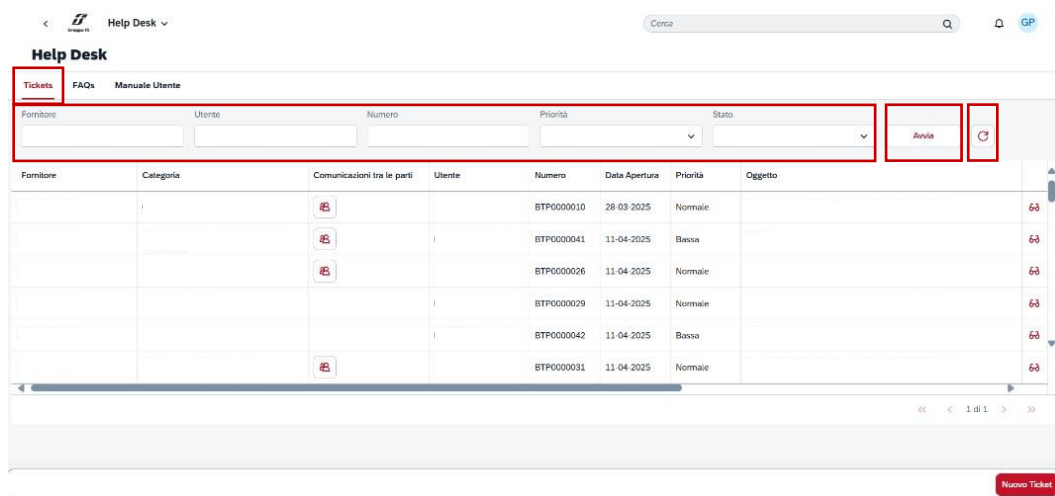 Gruppo FS
Help Desk
Cerca
GP
Help Desk
Tickets FAQs Manuale Utente
Fornitore Utente Numero Priorità Stato
Avvia
Fornitore Categoria Comunicazioni tra le parti Utente Numero Data Apertura Priorità Oggetto
BTP0000010 28-03-2025 Normale
BTP0000041 11-04-2025 Bassa
BTP0000026 11-04-2025 Normale
BTP0000029 11-04-2025 Normale
BTP0000042 11-04-2025 Bassa
BTP0000031 11-04-2025 Normale
1 di 1
Nuovo Ticket